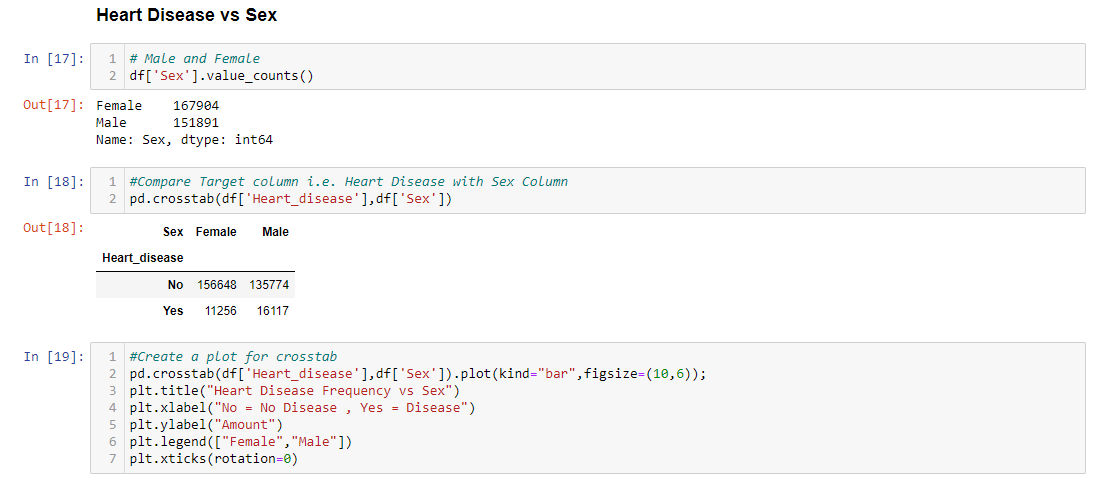 Heart Disease vs Sex
In [17]:
1 # Male and Female
2 df['Sex'].value_counts()
Out[17]:
Female    167904
Male      151891
Name: Sex, dtype: int64
In [18]:
1 #Compare Target column i.e. Heart Disease with Sex Column
2 pd.crosstab(df['Heart_disease'],df['Sex'])
Out[18]:
Sex Female Male
Heart_disease
No 156648 135774
Yes 11256 16117
In [19]:
1 #Create a plot for crosstab
2 pd.crosstab(df['Heart_disease'],df['Sex']).plot(kind="bar",figsize=(10,6));
3 plt.title("Heart Disease Frequency vs Sex")
4 plt.xlabel("No = No Disease , Yes = Disease")
5 plt.ylabel("Amount")
6 plt.legend(["Female","Male"])
7 plt.xticks(rotation=0)